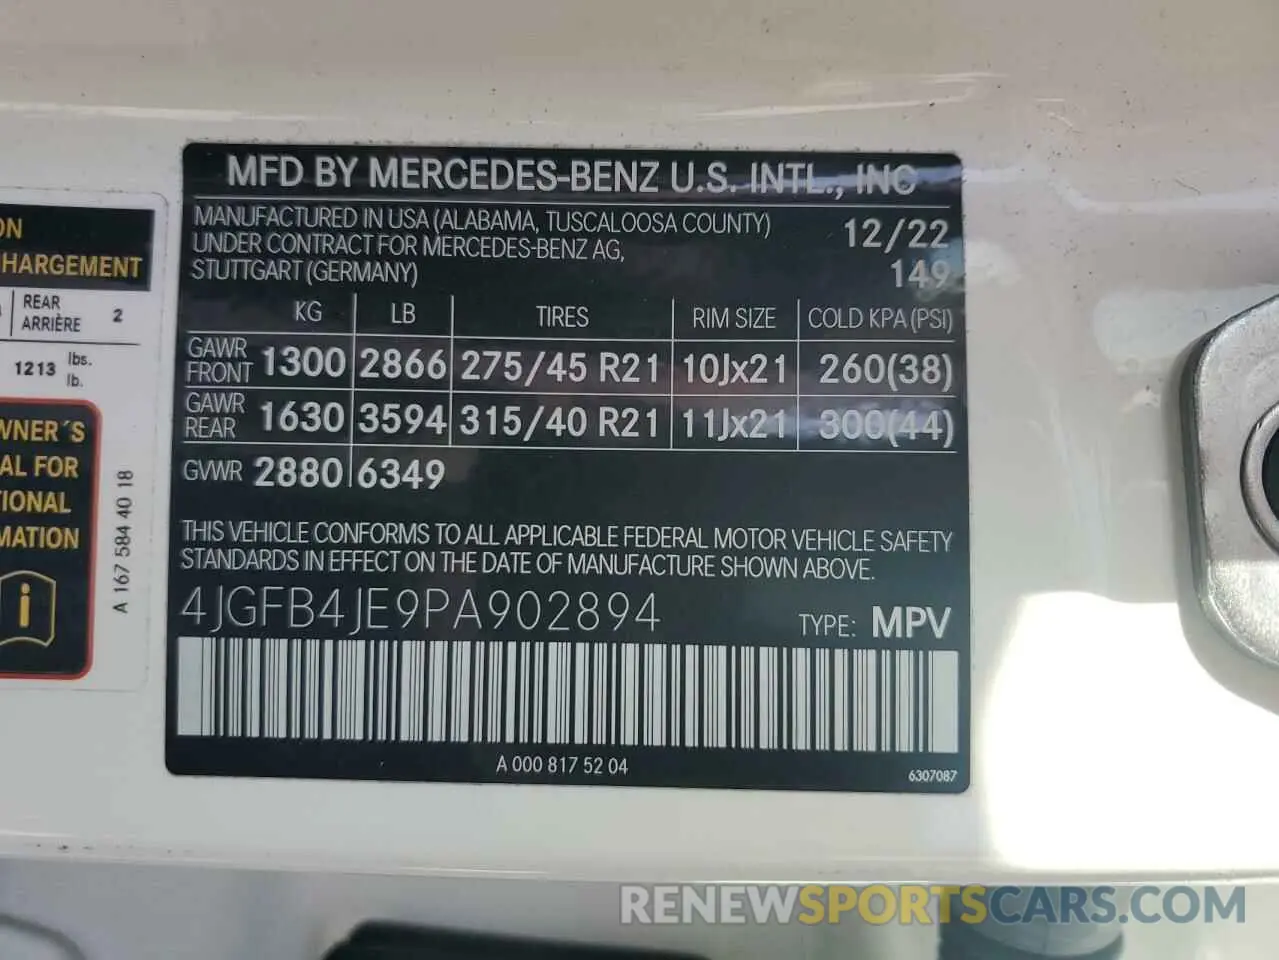 MFD BY MERCEDES-BENZ U.S. INTL., INC
MANUFACTURED IN USA (ALABAMA, TUSCALOOSA COUNTY)
UNDER CONTRACT FOR MERCEDES-BENZ AG,
STUTTGART (GERMANY)
12/22
149
KG LB TIRES RIM SIZE COLD KPA (PSI)
GAWR FRONT 1300 2866 275/45 R21 10Jx21 260(38)
GAWR REAR 1630 3594 315/40 R21 11Jx21 300(44)
GVWR 2880 6349
THIS VEHICLE CONFORMS TO ALL APPLICABLE FEDERAL MOTOR VEHICLE SAFETY
STANDARDS IN EFFECT ON THE DATE OF MANUFACTURE SHOWN ABOVE.
4JGFB4JE9PA902894 TYPE: MPV
A 000 817 52 04
6307087
REAR
ARRIÈRE 2
1213 lbs.
lb.
AL FOR
A 167 584 40 18
RENEWSPORTSCARS.COM